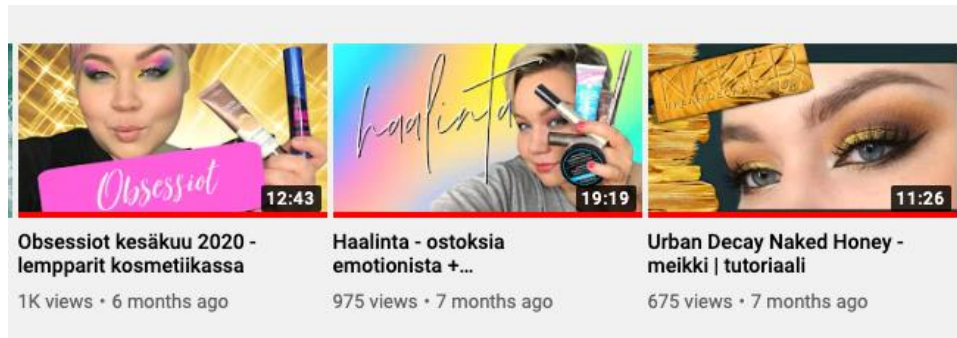 Obsessiot
12:43
haalinta
19:19
NAKED
11:26
Obsessiot kesäkuu 2020 -
lempparit kosmetiikassa
1K views • 6 months ago
Haalinta - ostoksia
emotionista +...
975 views • 7 months ago
Urban Decay Naked Honey -
meikki | tutoriaali
675 views • 7 months ago